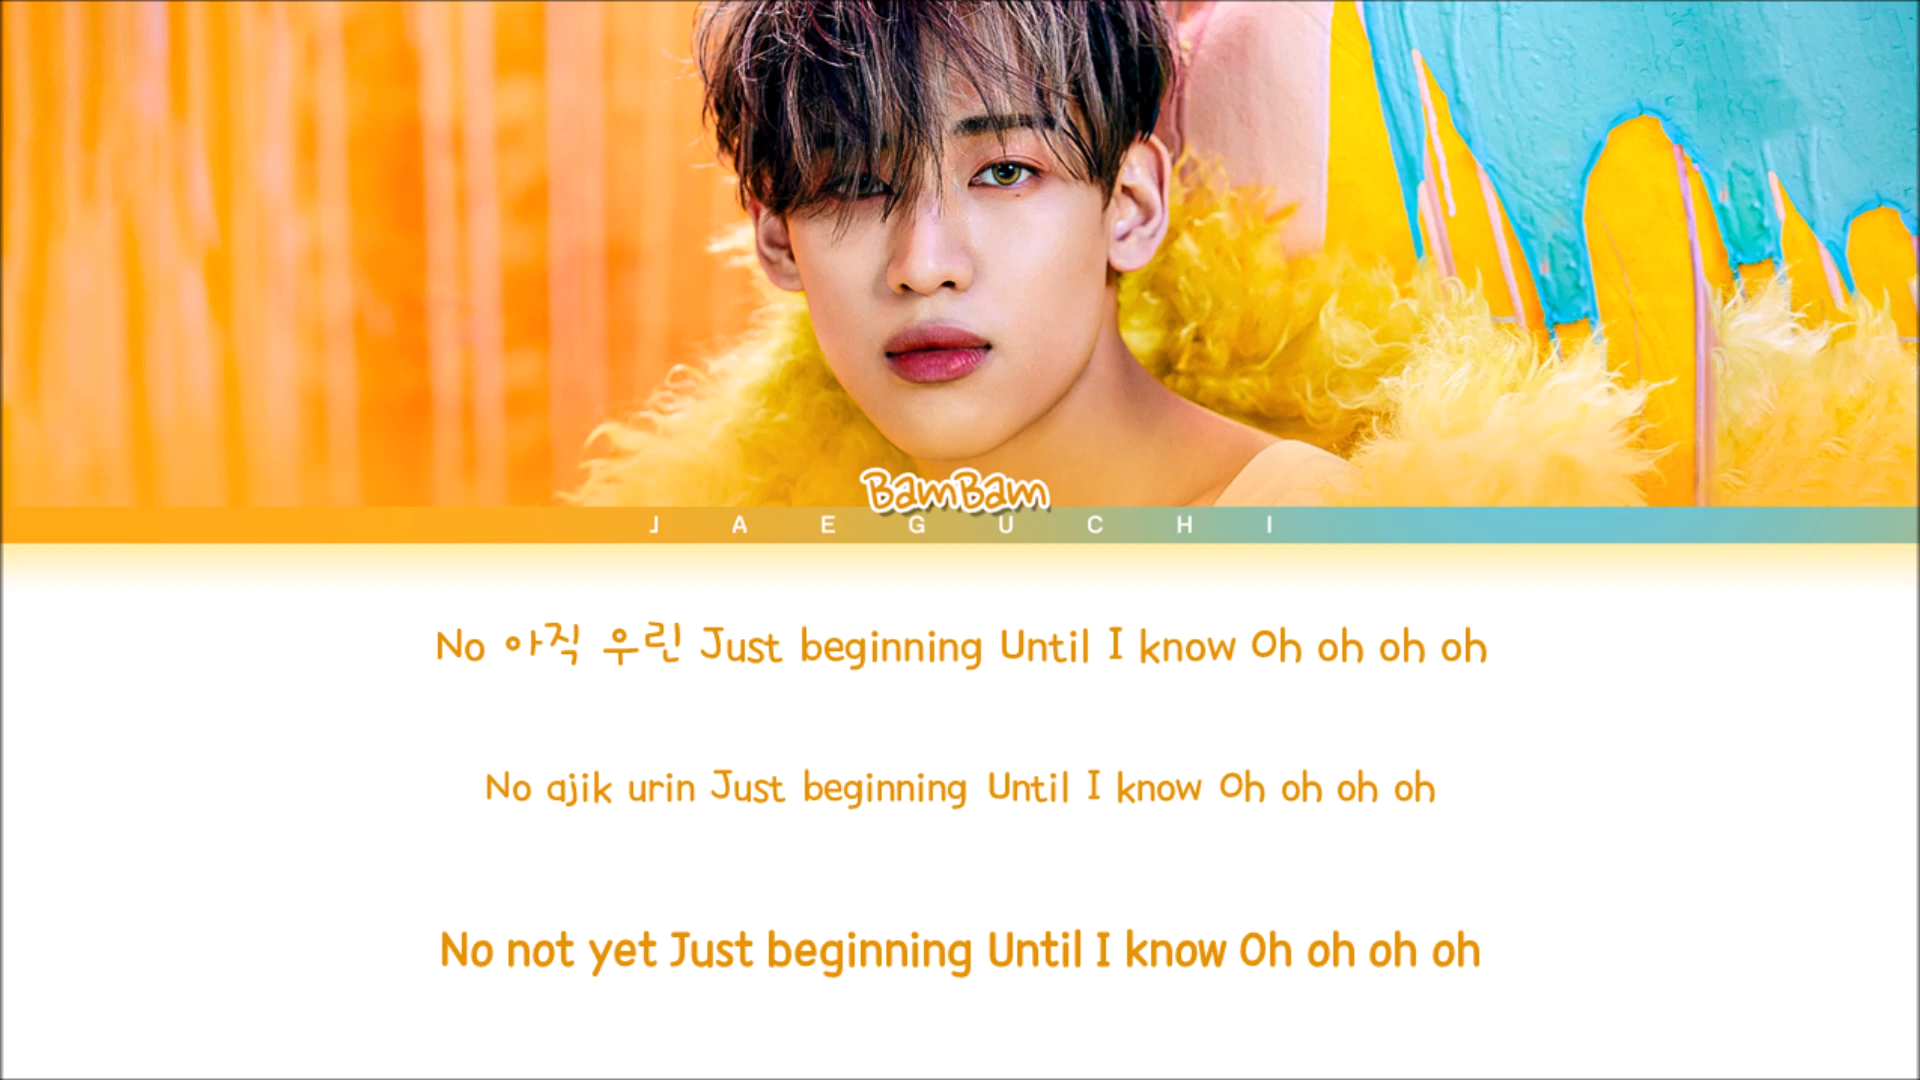 BamBam
JAEGUCHI
No 아직 우린 Just beginning Until I know Oh oh oh oh
No ajik urin Just beginning Until I know Oh oh oh oh
No not yet Just beginning Until I know Oh oh oh oh